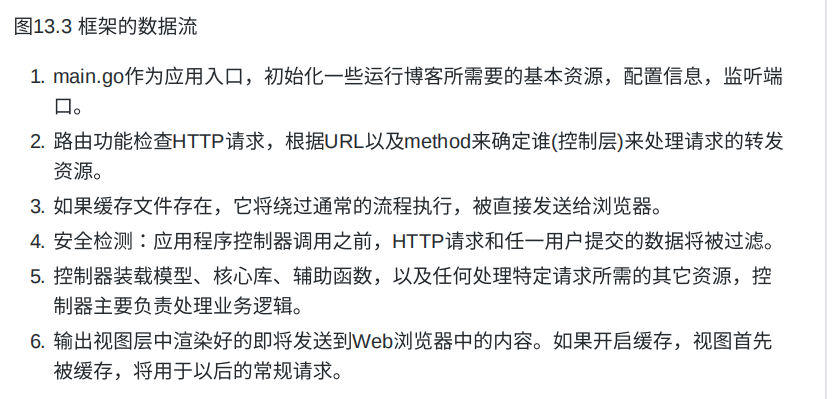 图13.3 框架的数据流
1. main.go作为应用入口，初始化一些运行博客所需要的基本资源，配置信息，监听端
口。
2. 路由功能检查HTTP请求，根据URL以及method来确定谁(控制层)来处理请求的转发
资源。
3. 如果缓存文件存在，它将绕过通常的流程执行，被直接发送给浏览器。
4. 安全检测：应用程序控制器调用之前，HTTP请求和任一用户提交的数据将被过滤。
5. 控制器装载模型、核心库、辅助函数，以及任何处理特定请求所需的其它资源，控
制器主要负责处理业务逻辑。
6. 输出视图层中渲染好的即将发送到Web浏览器中的内容。如果开启缓存，视图首先
被缓存，将用于以后的常规请求。